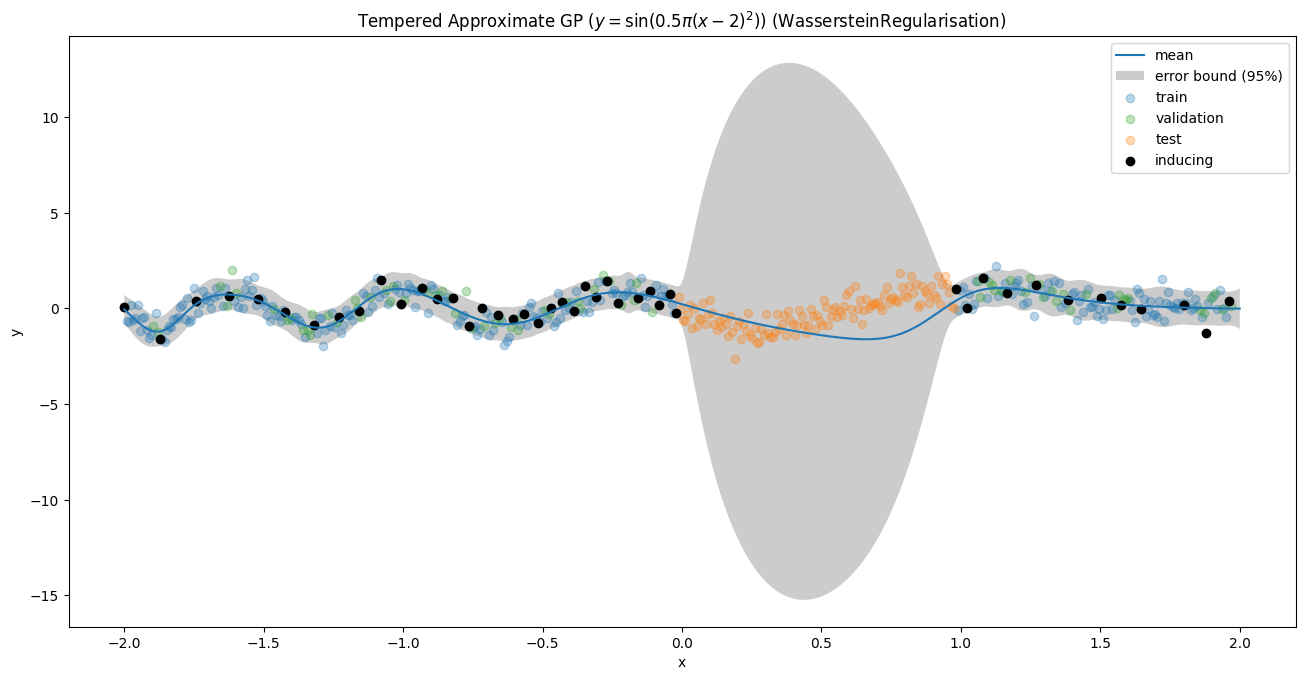 Tempered Approximate GP (y = sin(0.5π(x − 2)²)) (WassersteinRegularisation)
mean
error bound (95%)
train
validation
test
inducing
10
5
0
−5
−10
−15
y
−2.0 −1.5 −1.0 −0.5 0.0 0.5 1.0 1.5 2.0
x